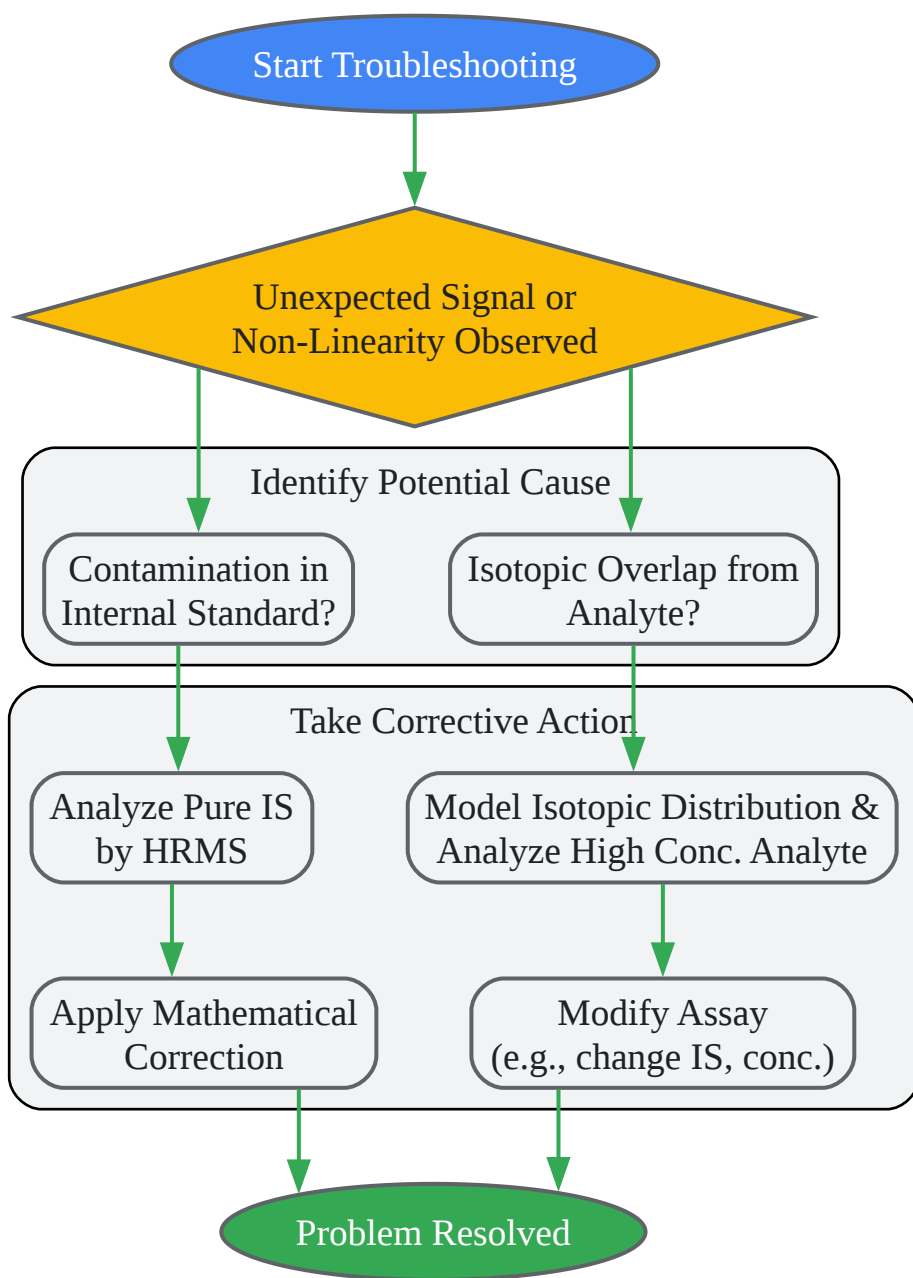 Start Troubleshooting
Unexpected Signal or
Non-Linearity Observed
Identify Potential Cause
Contamination in
Internal Standard?
Isotopic Overlap from
Analyte?
Take Corrective Action
Analyze Pure IS
by HRMS
Model Isotopic Distribution &
Analyze High Conc. Analyte
Apply Mathematical
Correction
Modify Assay
(e.g., change IS, conc.)
Problem Resolved